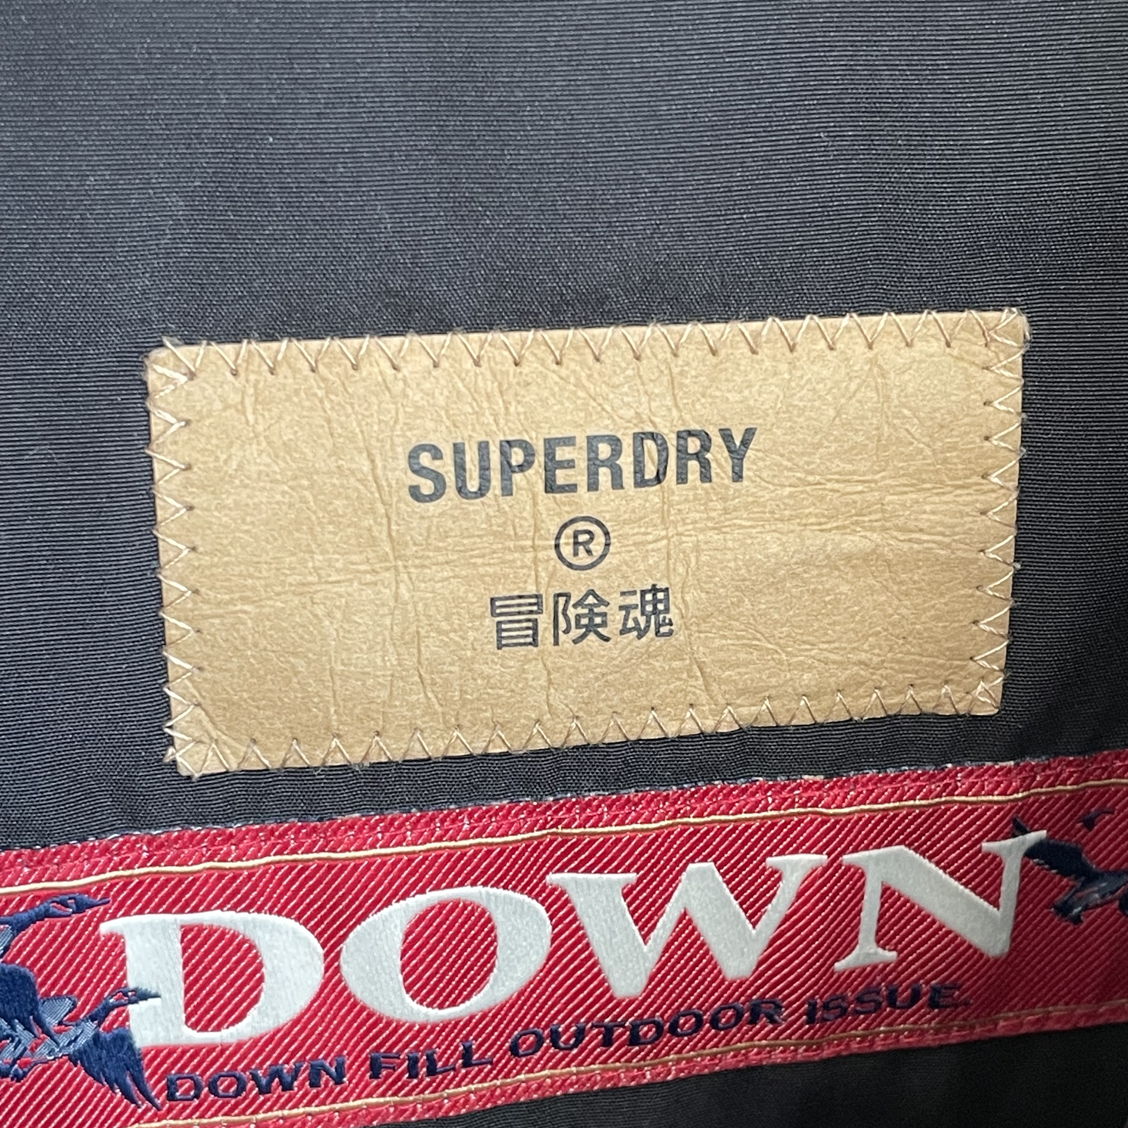 SUPERDRY
®
冒険魂
DOWN
DOWN FILL OUTDOOR ISSUE.